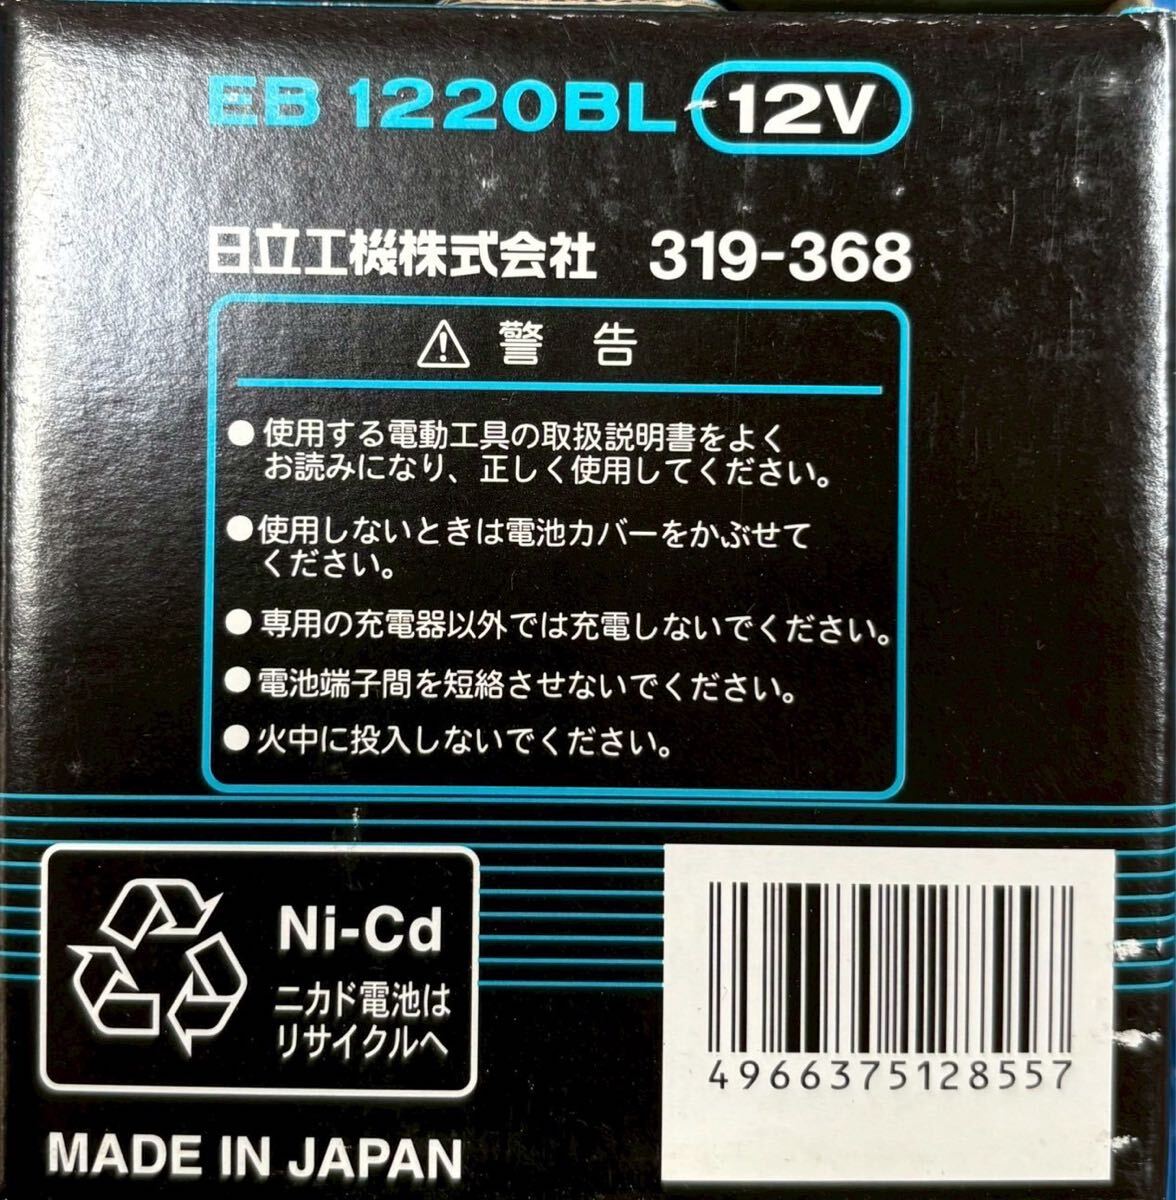 EB 1220BL 12V
日立工機株式会社 319-368
警 告
●使用する電動工具の取扱説明書をよく
お読みになり、正しく使用してください。
●使用しないときは電池カバーをかぶせて
ください。
●専用の充電器以外では充電しないでください。
●電池端子間を短絡させないでください。
●火中に投入しないでください。
Ni-Cd
ニカド電池は
リサイクルへ
4966375128557
MADE IN JAPAN